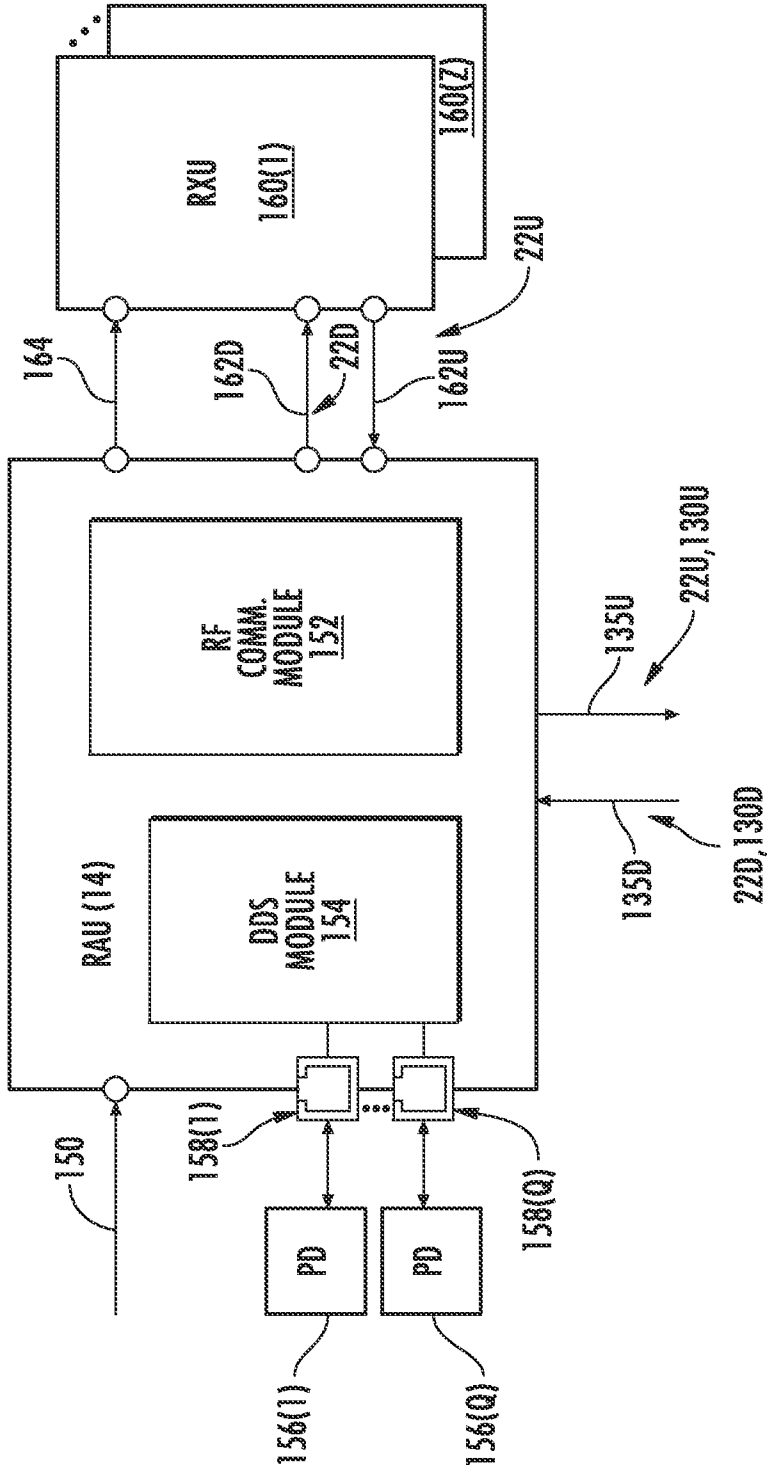 150
RAU (14)
DDS
MODULE
154
RF
COMM.
MODULE
152
164
162D
22D
162U
22U
RXU
160(1)
160(Z)
158(1)
158(Q)
PD
PD
156(1)
156(Q)
135D
22D,130D
135U
22U,130U